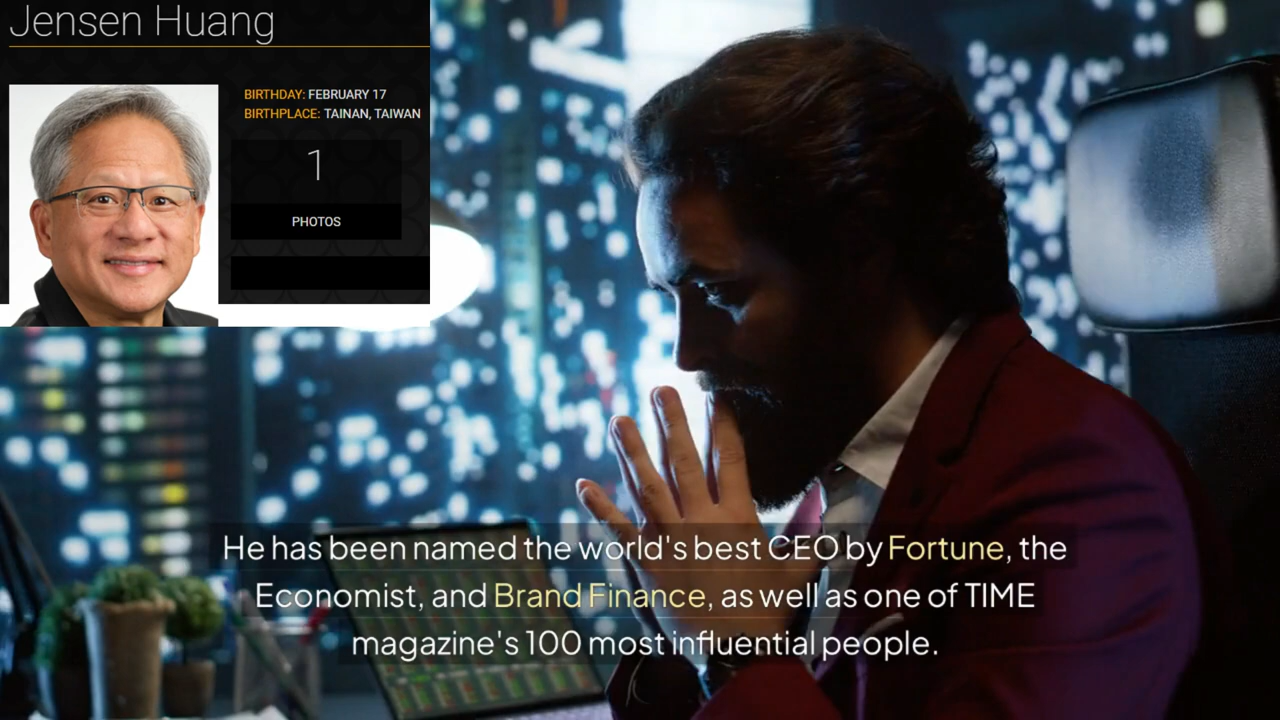 Jensen Huang
BIRTHDAY: FEBRUARY 17
BIRTHPLACE: TAINAN, TAIWAN
1
PHOTOS
He has been named the world's best CEO by Fortune, the
Economist, and Brand Finance, as well as one of TIME
magazine's 100 most influential people.